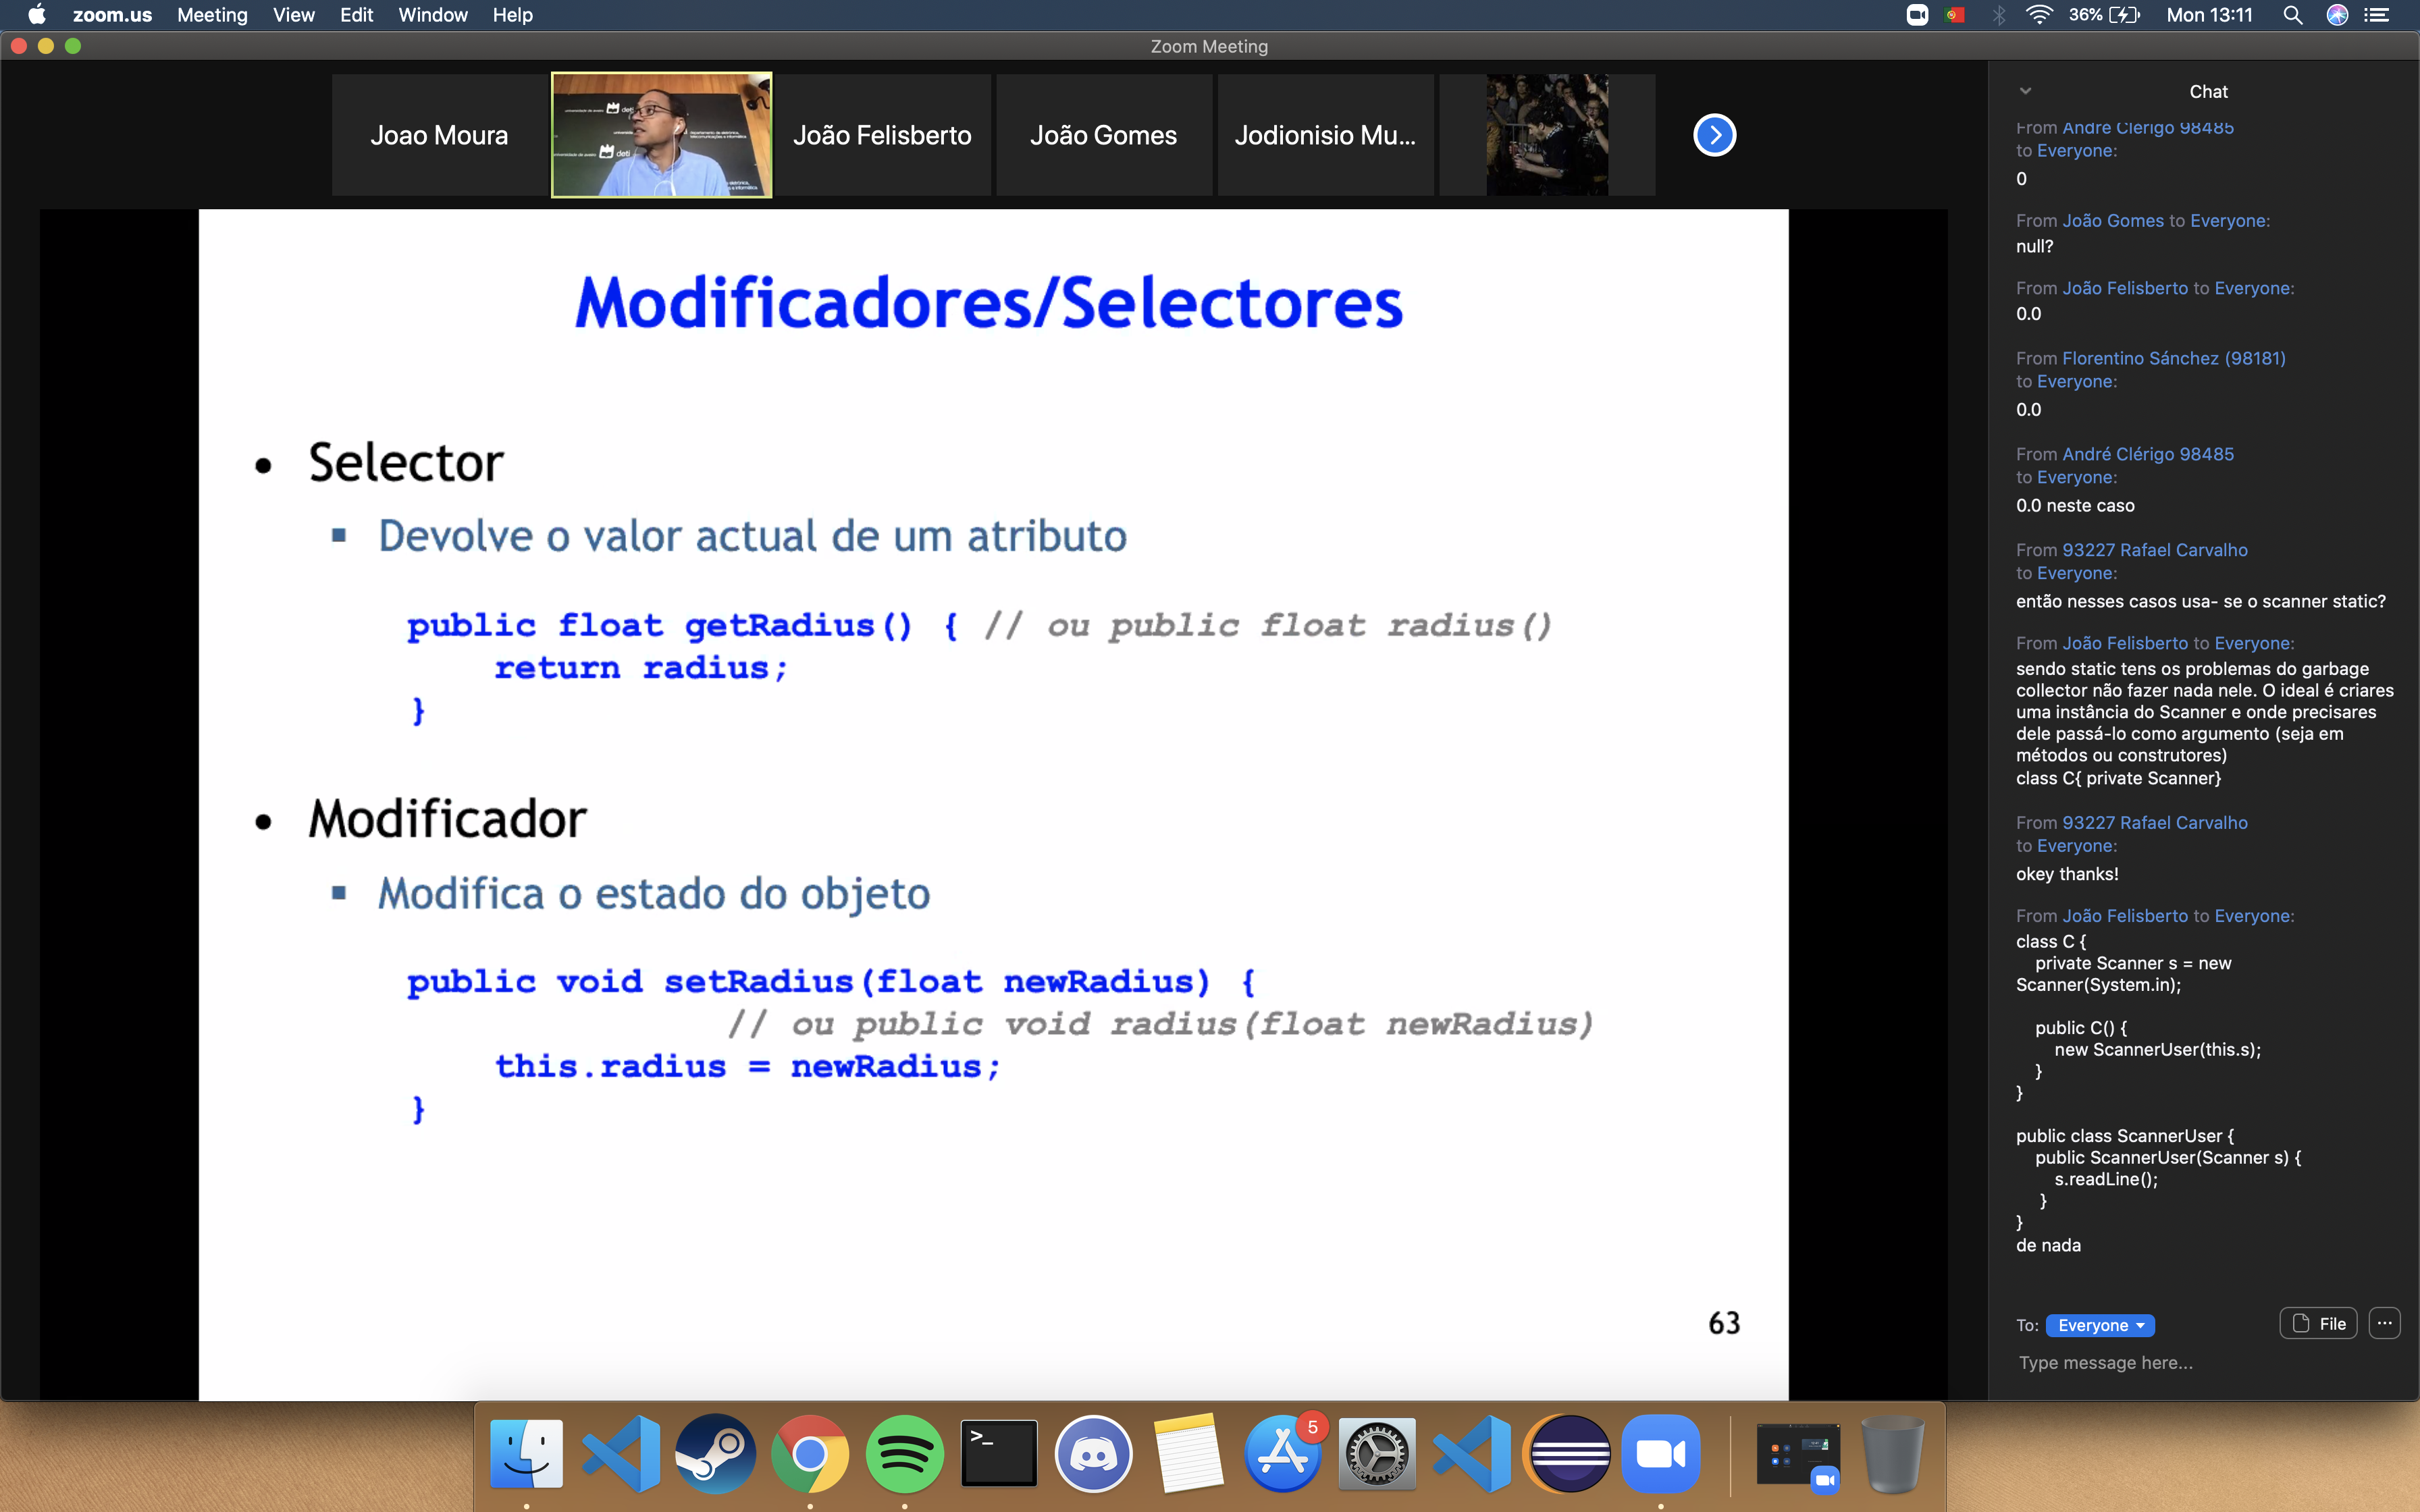 zoom.us Meeting View Edit Window Help
36% Mon 13:11
Zoom Meeting
Joao Moura
deti
deti
João Felisberto
João Gomes
Jodionisio Mu...
Modificadores/Selectores
• Selector
▪ Devolve o valor actual de um atributo
public float getRadius() { // ou public float radius()
return radius;
}
• Modificador
▪ Modifica o estado do objeto
public void setRadius(float newRadius) {
// ou public void radius(float newRadius)
this.radius = newRadius;
}
63
Chat
From André Clérigo 98485
to Everyone:
0
From João Gomes to Everyone:
null?
From João Felisberto to Everyone:
0.0
From Florentino Sánchez (98181)
to Everyone:
0.0
From André Clérigo 98485
to Everyone:
0.0 neste caso
From 93227 Rafael Carvalho
to Everyone:
então nesses casos usa- se o scanner static?
From João Felisberto to Everyone:
sendo static tens os problemas do garbage
collector não fazer nada nele. O ideal é criares
uma instância do Scanner e onde precisares
dele passá-lo como argumento (seja em
métodos ou construtores)
class C{ private Scanner}
From 93227 Rafael Carvalho
to Everyone:
okey thanks!
From João Felisberto to Everyone:
class C {
private Scanner s = new
Scanner(System.in);
public C() {
new ScannerUser(this.s);
}
}
public class ScannerUser {
public ScannerUser(Scanner s) {
s.readLine();
}
}
de nada
To: Everyone File ...
Type message here...
>_
5